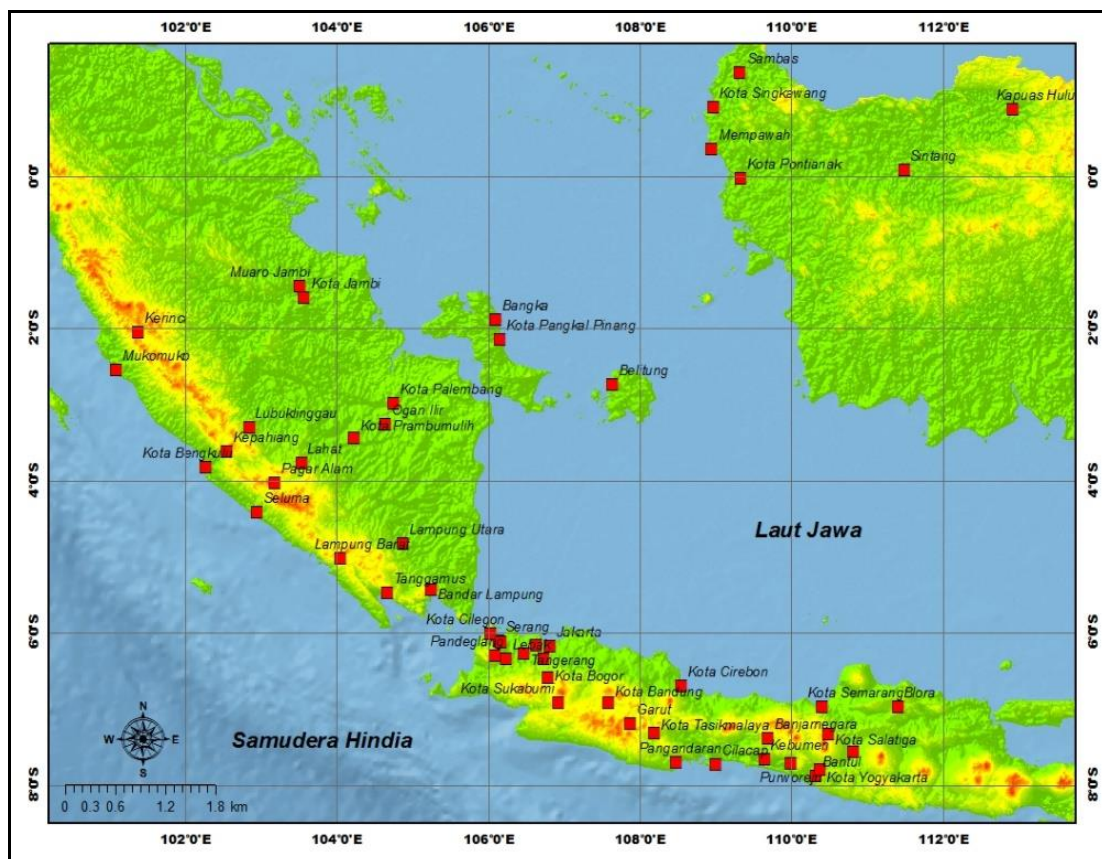 102°0'E 104°0'E 106°0'E 108°0'E 110°0'E 112°0'E
Sambas
Kota Singkawang
Kapuas Hulu
Mempawah
Sintang
Kota Pontianak
0°0' 0°0'
Muaro Jambi
Kota Jambi
Bangka
Kota Pangkal Pinang
2°0'S 2°0'S
Kerinci
Mukomuko
Belitung
Kota Palembang
Ogan Ilir
Lubuklinggau
Kota Prambumulih
Kepahiang
Kota Bengkulu
Lahat
Pagar Alam
4°0'S 4°0'S
Seluma
Lampung Utara
Laut Jawa
Lampung Barat
Tanggamus
Bandar Lampung
Kota Cilegon
Serang
Jakarta
6°0'S 6°0'S
Pandeglang
Lebak
Tangerang
Kota Bogor
Kota Cirebon
Kota Sukabumi
Kota Bandung
Kota Semarang
Blora
Garut
Kota Tasikmalaya
Banjarnegara
Kota Salatiga
Pangandaran
Cilacap
Kebumen
Bantul
Purworejo
Kota Yogyakarta
8°0'S 8°0'S
Samudera Hindia
N
W E
S
0 0.3 0.6 1.2 1.8 km
102°0'E 104°0'E 106°0'E 108°0'E 110°0'E 112°0'E